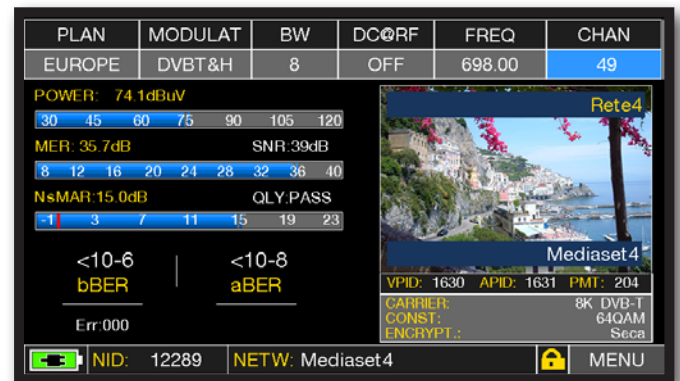 PLAN MODULAT BW DC@RF FREQ CHAN
EUROPE DVBT&H 8 OFF 698.00 49
POWER: 74.1dBuV
30 45 60 75 90 105 120
MER: 35.7dB SNR:39dB
8 12 16 20 24 28 32 36 40
NsMAR:15.0dB QLY:PASS
-1 3 7 11 15 19 23
<10-6 <10-8
bBER aBER
Err:000
Rete4
Mediaset4
VPID: 1630 APID: 1631 PMT: 204
CARRIER: 8K DVB-T
CONST: 64QAM
ENCRYPT.: Seca
NID: 12289 NETW: Mediaset4 MENU